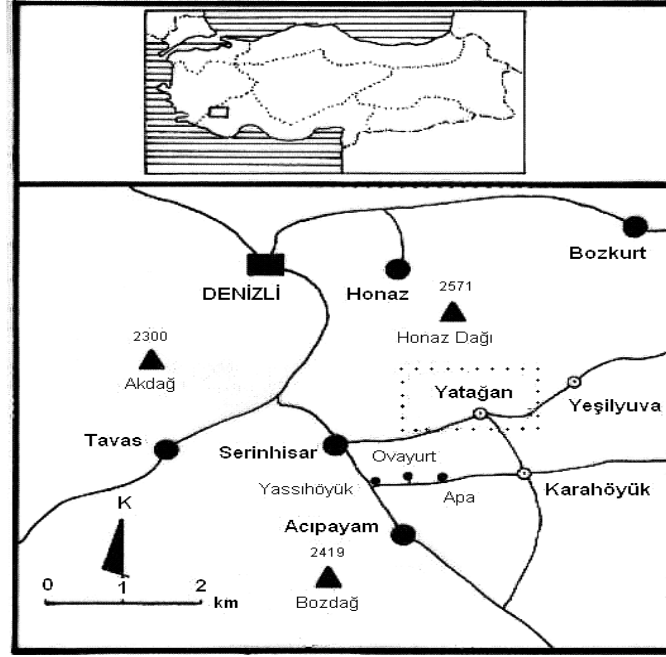 Bozkurt
DENİZLİ
Honaz
2571
Honaz Dağı
2300
Akdağ
Yatağan
Yeşilyuva
Tavas
Serinhisar
Ovayurt
Yassıhöyük
Apa
Karahöyük
K
Acıpayam
2419
Bozdağ
0 1 2
km